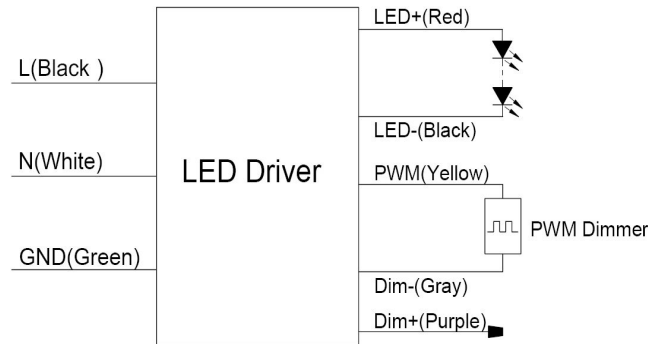 LED+(Red)
L(Black )
LED-(Black)
N(White)
LED Driver
PWM(Yellow)
PWM Dimmer
GND(Green)
Dim-(Gray)
Dim+(Purple)